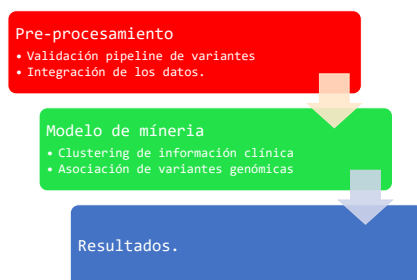 Pre-procesamiento
• Validación pipeline de variantes
• Integración de los datos.
Modelo de míneria
• Clustering de información clínica
• Asociación de variantes genómicas
Resultados.